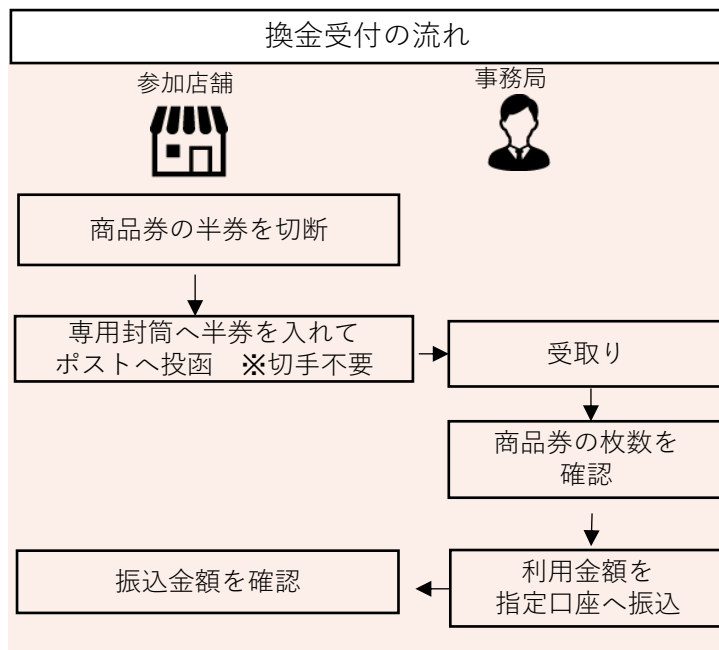 換金受付の流れ
参加店舗
事務局
商品券の半券を切断
専用封筒へ半券を入れて
ポストへ投函　※切手不要
受取り
商品券の枚数を
確認
利用金額を
指定口座へ振込
振込金額を確認